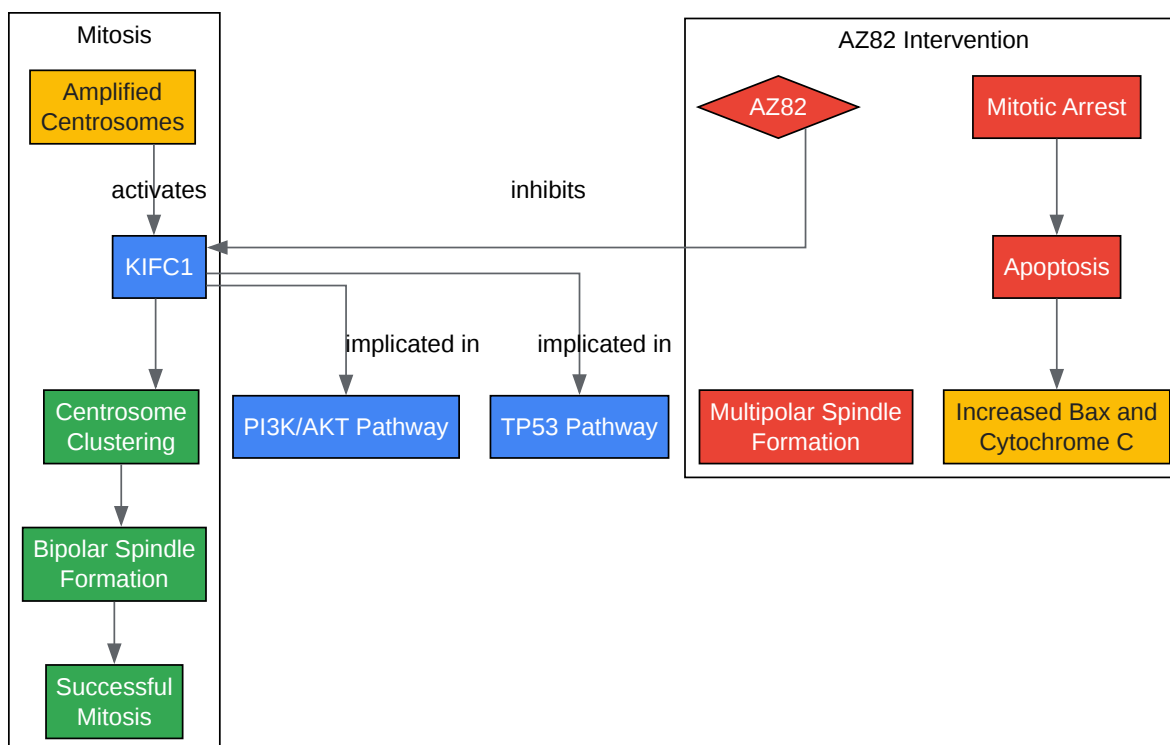 Mitosis
AZ82 Intervention
Amplified
Centrosomes
AZ82
Mitotic Arrest
activates
inhibits
KIFC1
Apoptosis
implicated in
implicated in
Centrosome
Clustering
PI3K/AKT Pathway
TP53 Pathway
Multipolar Spindle
Formation
Increased Bax and
Cytochrome C
Bipolar Spindle
Formation
Successful
Mitosis